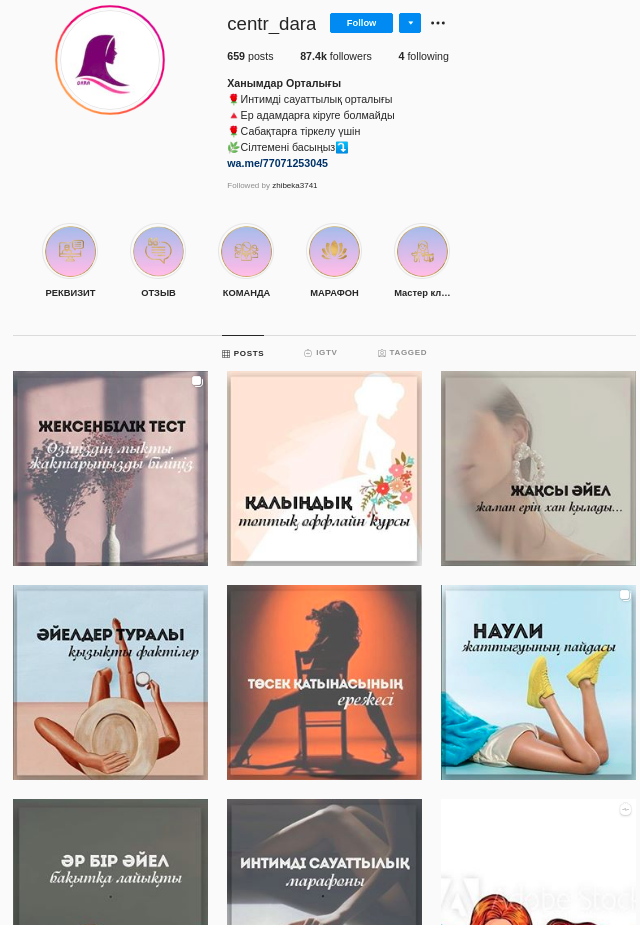 centr_dara Follow
659 posts 87.4k followers 4 following
Ханымдар Орталығы
Интимді сауаттылық орталығы
Ер адамдарға кіруге болмайды
Сабақтарға тіркелу үшін
Сілтемені басыңыз
wa.me/77071253045
Followed by zhibeka3741
DARA
РЕКВИЗИТ ОТЗЫВ КОМАНДА МАРАФОН Мастер кл...
POSTS IGTV TAGGED
ЖЕКСЕНБІЛІК ТЕСТ
Өзіңіздің мықты
жақтарыңызды біліңіз
ҚАЛЫҢДЫҚ
топтық оффлайн курсы
ЖАҚСЫ ӘЙЕЛ
жаман ерін хан қылады...
ӘЙЕЛДЕР ТУРАЛЫ
қызықты фактілер
ТӨСЕК ҚАТЫНАСЫНЫҢ
ережесі
НАУЛИ
жаттығуының пайдасы
ӘР БІР ӘЙЕЛ
бақытқа лайықты
ИНТИМДІ САУАТТЫЛЫҚ
марафоны
Adobe Stock